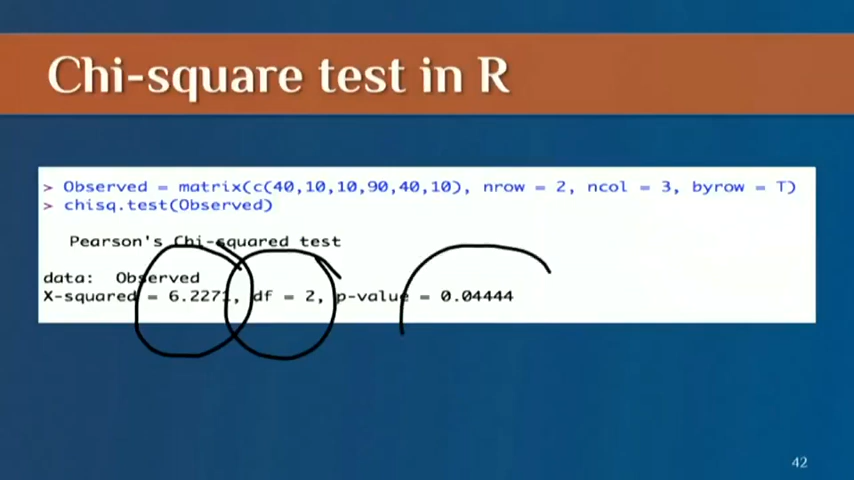 Chi-square test in R
> Observed = matrix(c(40,10,10,90,40,10), nrow = 2, ncol = 3, byrow = T)
> chisq.test(Observed)
Pearson's Chi-squared test
data: Observed
X-squared = 6.2271, df = 2, p-value = 0.04444
42